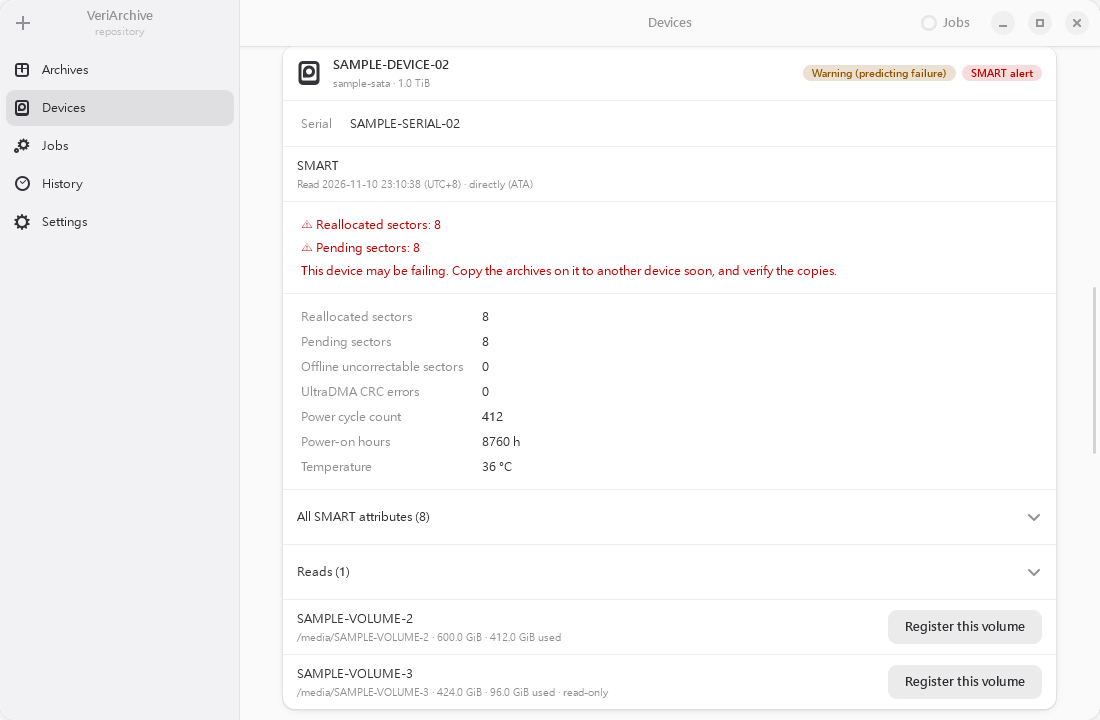 VeriArchive
repository
Archives
Devices
Jobs
History
Settings
Devices
Jobs
SAMPLE-DEVICE-02
sample-sata · 1.0 TiB
Warning (predicting failure)
SMART alert
Serial SAMPLE-SERIAL-02
SMART
Read 2026-11-10 23:10:38 (UTC+8) · directly (ATA)
⚠ Reallocated sectors: 8
⚠ Pending sectors: 8
This device may be failing. Copy the archives on it to another device soon, and verify the copies.
Reallocated sectors 8
Pending sectors 8
Offline uncorrectable sectors 0
UltraDMA CRC errors 0
Power cycle count 412
Power-on hours 8760 h
Temperature 36 °C
All SMART attributes (8)
Reads (1)
SAMPLE-VOLUME-2
/media/SAMPLE-VOLUME-2 · 600.0 GiB · 412.0 GiB used
Register this volume
SAMPLE-VOLUME-3
/media/SAMPLE-VOLUME-3 · 424.0 GiB · 96.0 GiB used · read-only
Register this volume